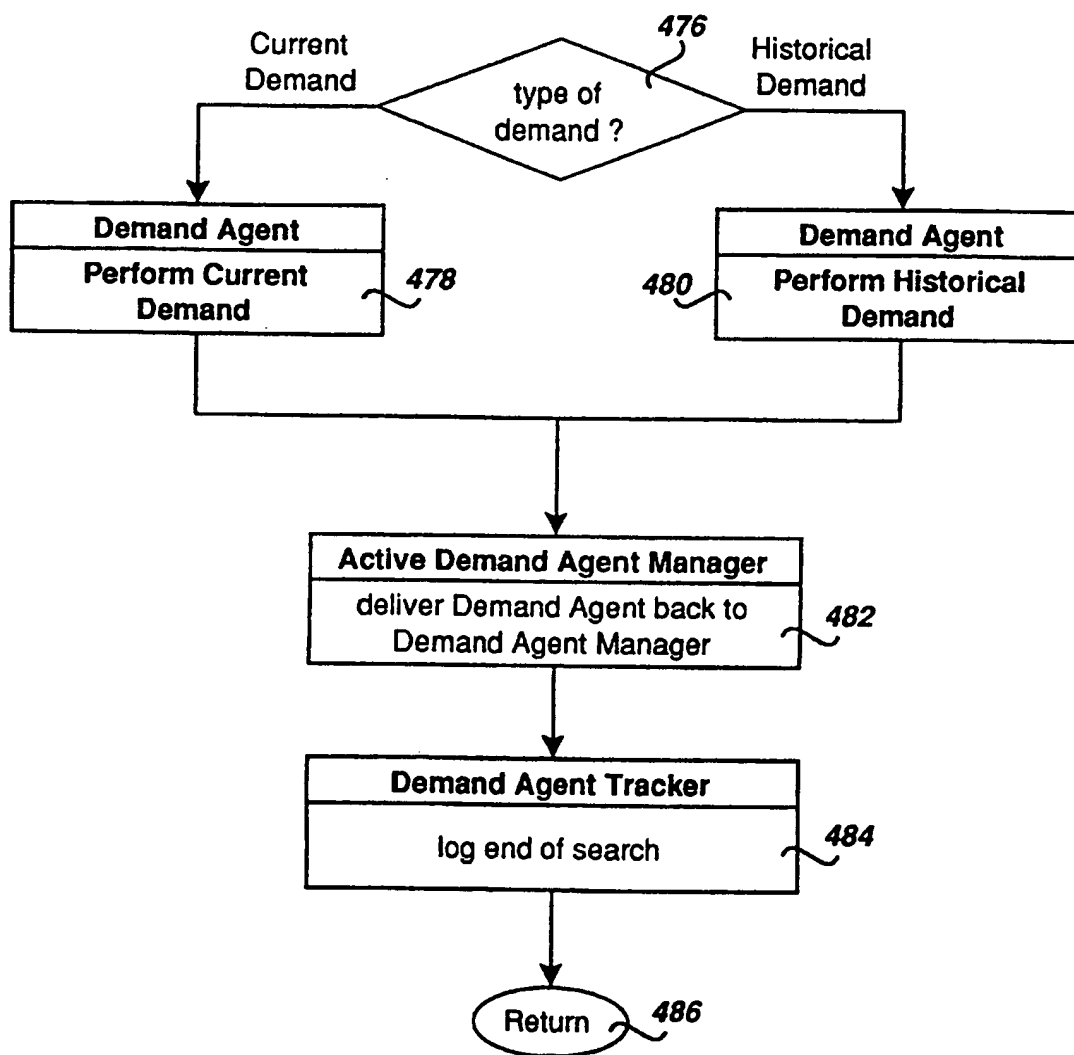 476
Current
Demand
Historical
Demand
type of
demand ?
Demand Agent
Perform Current
Demand
478
Demand Agent
Perform Historical
Demand
480
Active Demand Agent Manager
deliver Demand Agent back to
Demand Agent Manager
482
Demand Agent Tracker
log end of search
484
Return
486